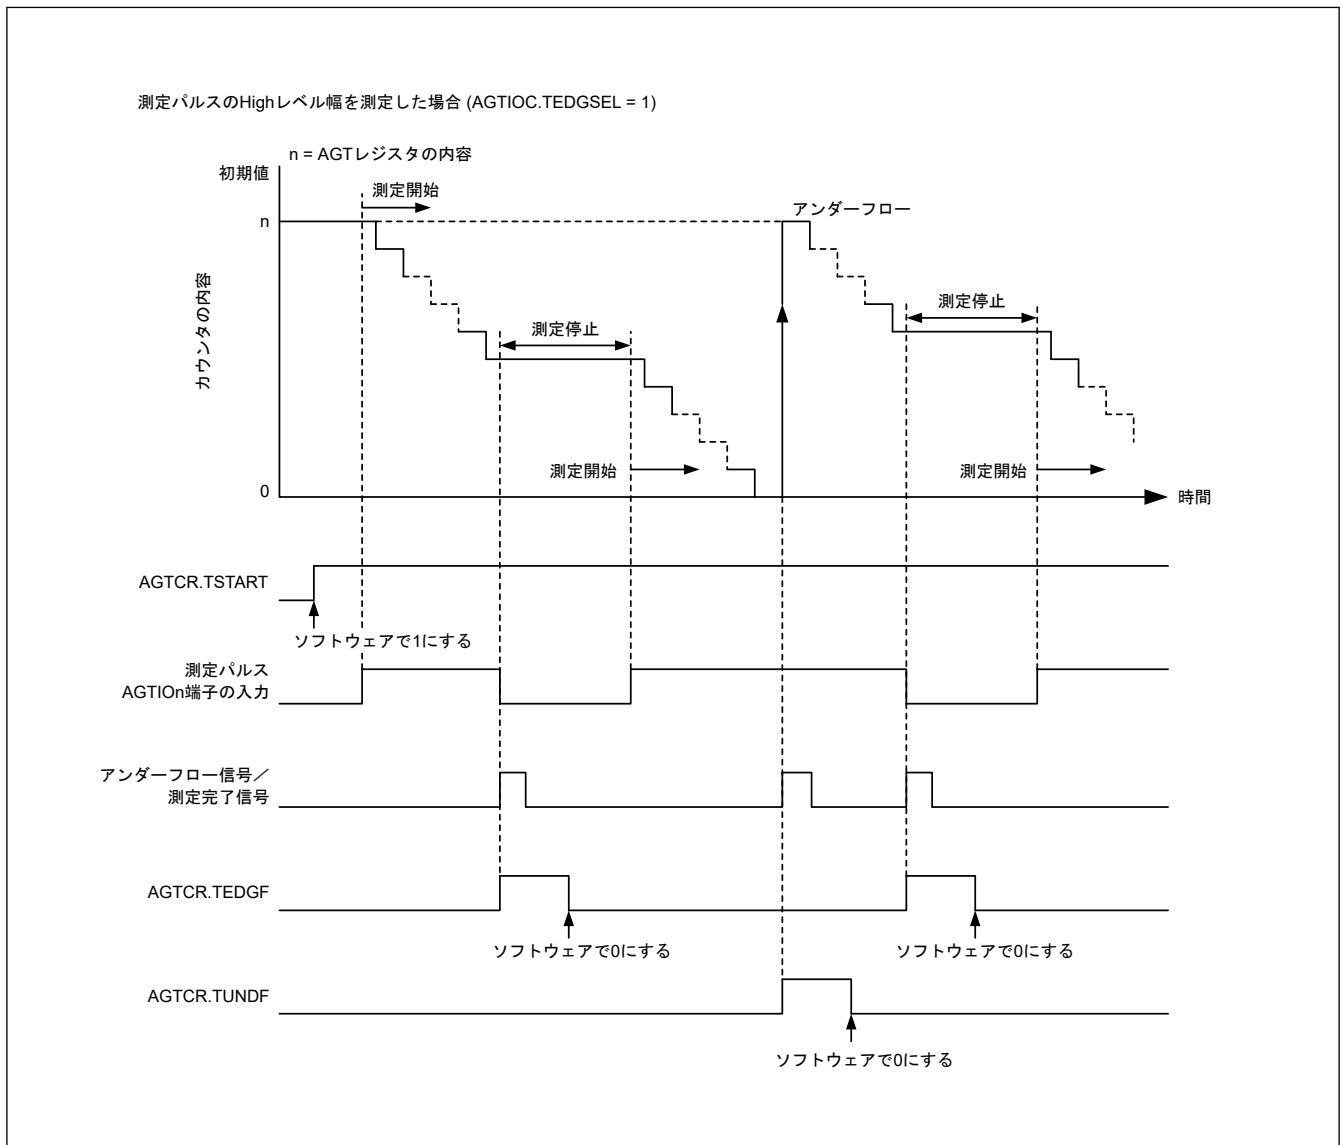 測定パルスのHighレベル幅を測定した場合 (AGTIOC.TEDGSEL = 1)
n = AGTレジスタの内容
初期値
測定開始
n
アンダーフロー
カウンタの内容
測定停止
測定停止
測定開始
測定開始
0
時間
AGTCR.TSTART
ソフトウェアで1にする
測定パルス
AGTIOn端子の入力
アンダーフロー信号／
測定完了信号
AGTCR.TEDGF
ソフトウェアで0にする
ソフトウェアで0にする
AGTCR.TUNDF
ソフトウェアで0にする